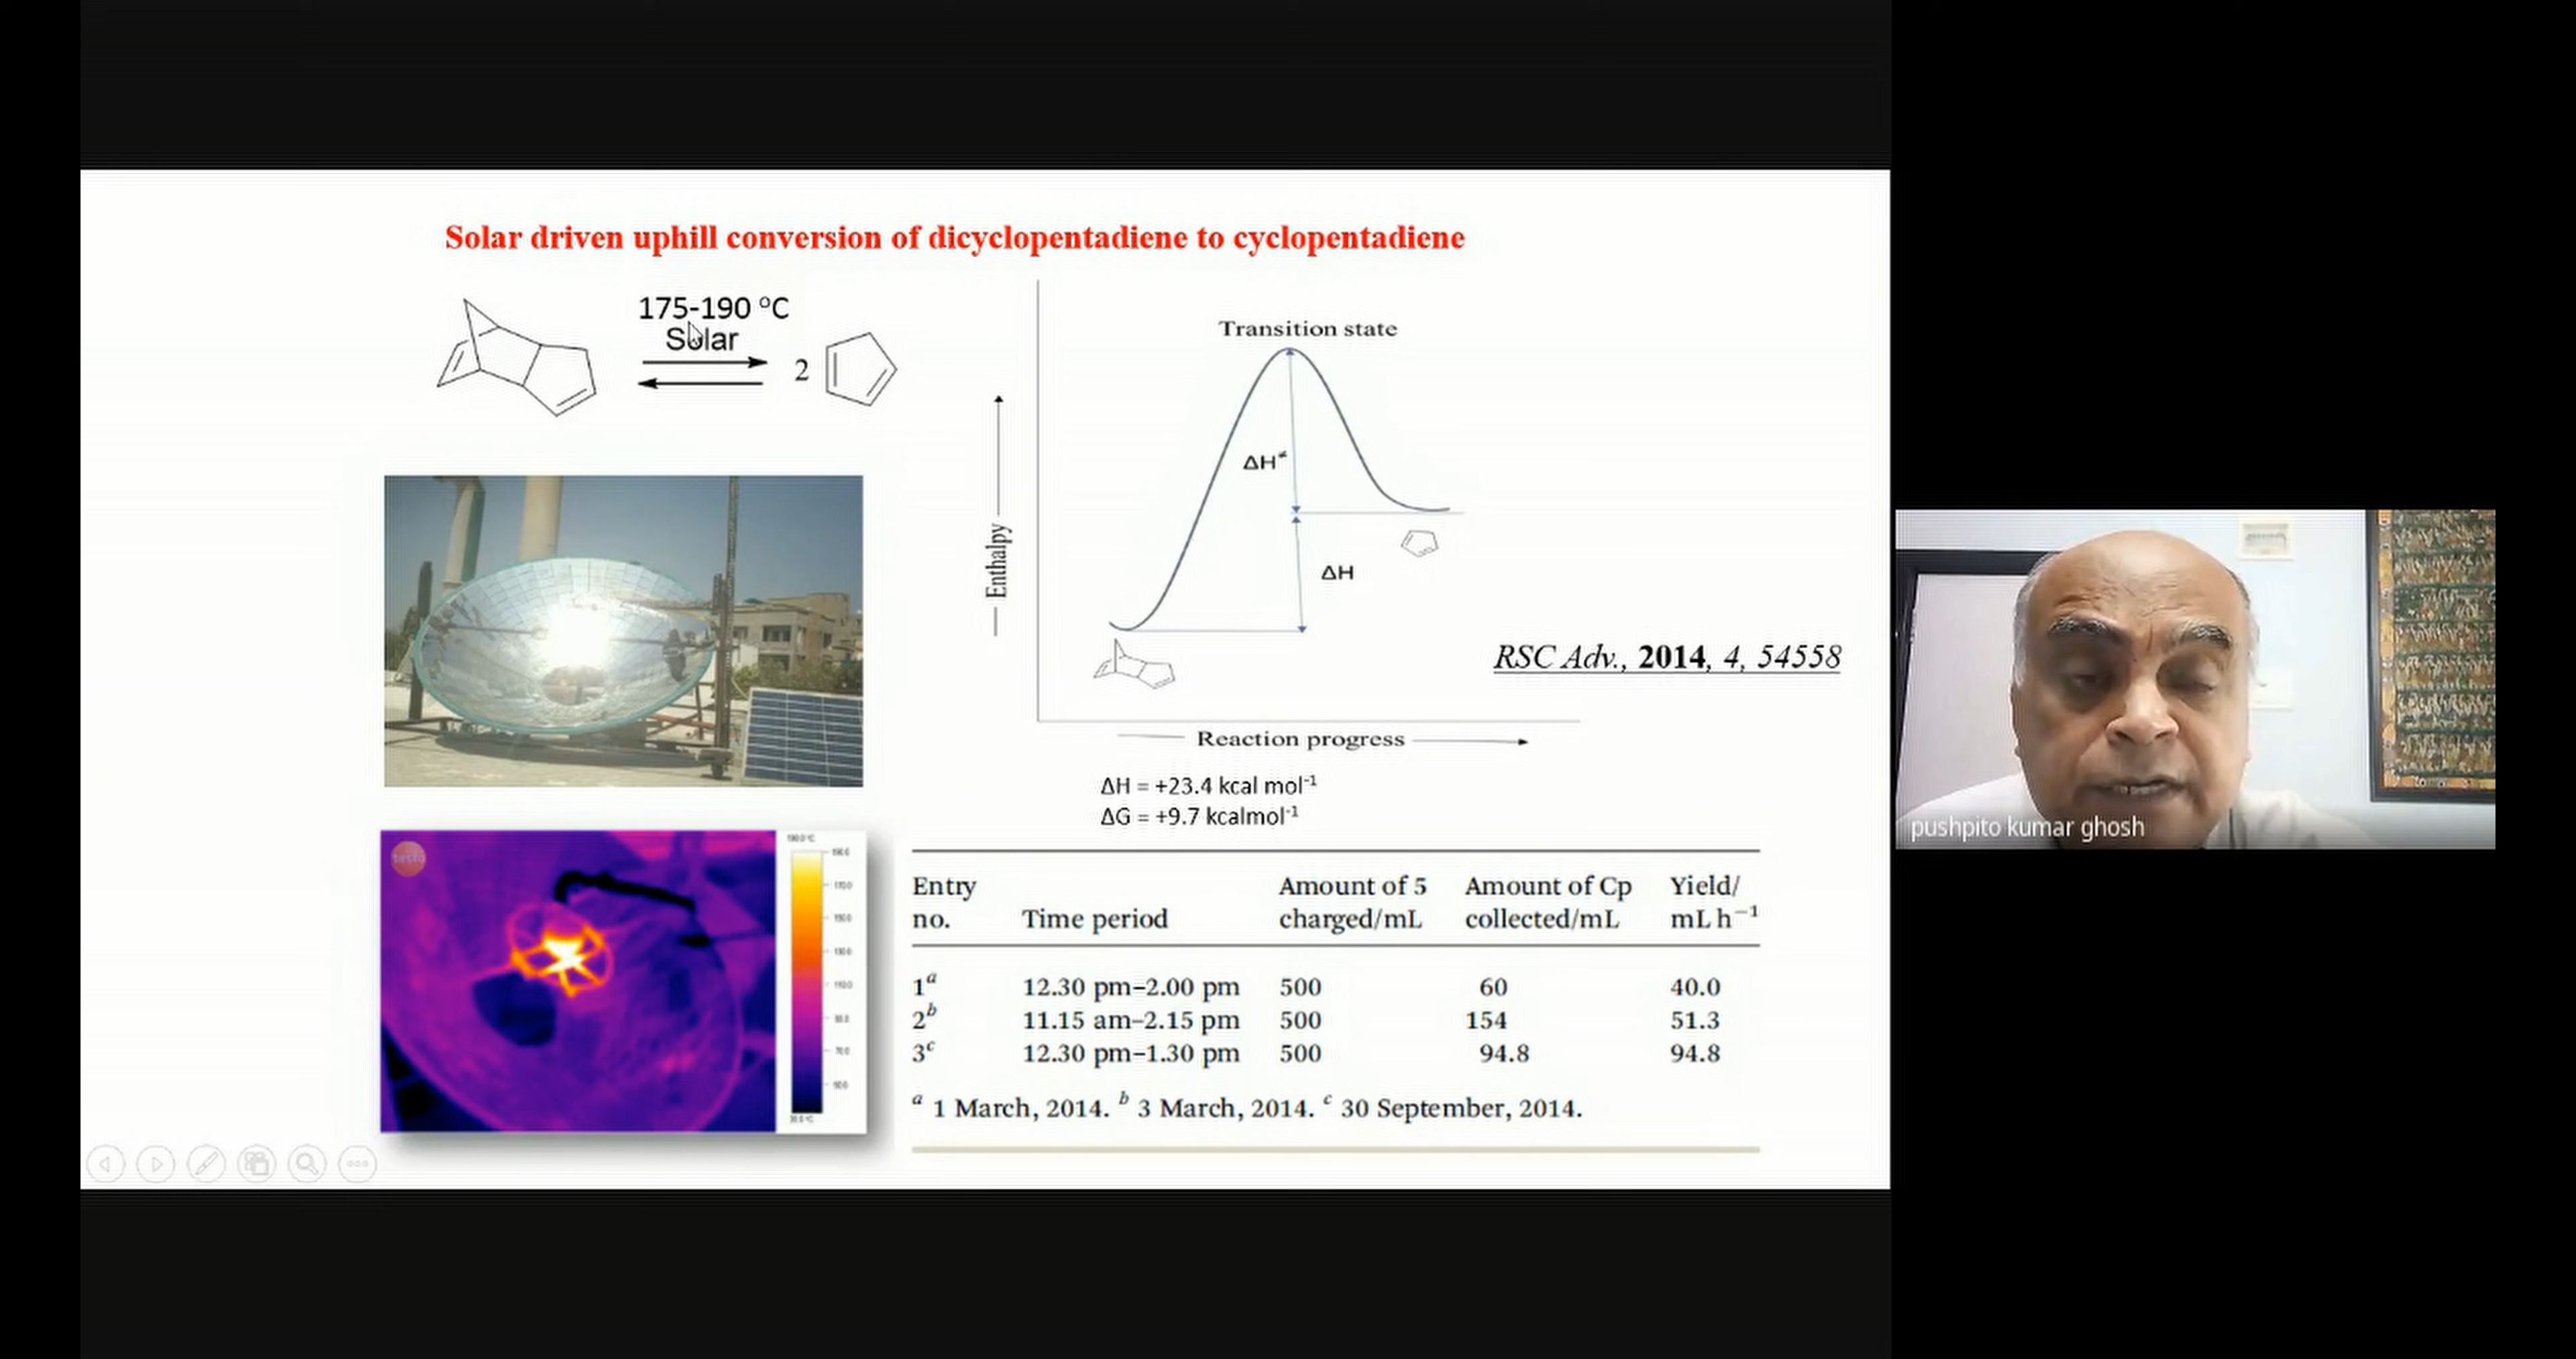 Solar driven uphill conversion of dicyclopentadiene to cyclopentadiene
175-190 °C
Solar
2
Transition state
ΔH≠
ΔH
Enthalpy
Reaction progress
RSC Adv., 2014, 4, 54558
ΔH = +23.4 kcal mol⁻¹
ΔG = +9.7 kcalmol⁻¹
testo
Entry no. Time period Amount of 5 charged/mL Amount of Cp collected/mL Yield/ mL h⁻¹
1ᵃ 12.30 pm–2.00 pm 500 60 40.0
2ᵇ 11.15 am–2.15 pm 500 154 51.3
3ᶜ 12.30 pm–1.30 pm 500 94.8 94.8
ᵃ 1 March, 2014. ᵇ 3 March, 2014. ᶜ 30 September, 2014.
pushpito kumar ghosh